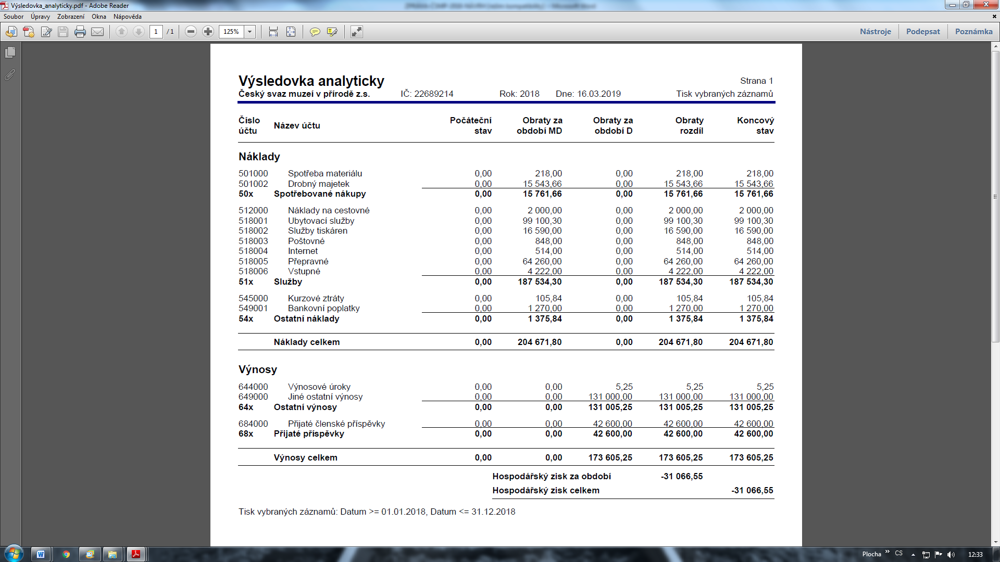 Výsledovka_analyticky.pdf - Adobe Reader
Soubor Úpravy Zobrazení Okna Nápověda
1 / 1 125% Nástroje Podepsat Poznámka
Výsledovka analyticky Strana 1
Český svaz muzeí v přírodě z.s. IČ: 22689214 Rok: 2018 Dne: 16.03.2019 Tisk vybraných záznamů
Číslo účtu Název účtu Počáteční stav Obraty za období MD Obraty za období D Obraty rozdíl Koncový stav
Náklady
501000 Spotřeba materiálu 0,00 218,00 0,00 218,00 218,00
501002 Drobný majetek 0,00 15 543,66 0,00 15 543,66 15 543,66
50x Spotřebované nákupy 0,00 15 761,66 0,00 15 761,66 15 761,66
512000 Náklady na cestovné 0,00 2 000,00 0,00 2 000,00 2 000,00
518001 Ubytovací služby 0,00 99 100,30 0,00 99 100,30 99 100,30
518002 Služby tiskáren 0,00 16 590,00 0,00 16 590,00 16 590,00
518003 Poštovné 0,00 848,00 0,00 848,00 848,00
518004 Internet 0,00 514,00 0,00 514,00 514,00
518005 Přepravné 0,00 64 260,00 0,00 64 260,00 64 260,00
518006 Vstupné 0,00 4 222,00 0,00 4 222,00 4 222,00
51x Služby 0,00 187 534,30 0,00 187 534,30 187 534,30
545000 Kurzové ztráty 0,00 105,84 0,00 105,84 105,84
549001 Bankovní poplatky 0,00 1 270,00 0,00 1 270,00 1 270,00
54x Ostatní náklady 0,00 1 375,84 0,00 1 375,84 1 375,84
Náklady celkem 0,00 204 671,80 0,00 204 671,80 204 671,80
Výnosy
644000 Výnosové úroky 0,00 0,00 5,25 5,25 5,25
649000 Jiné ostatní výnosy 0,00 0,00 131 000,00 131 000,00 131 000,00
64x Ostatní výnosy 0,00 0,00 131 005,25 131 005,25 131 005,25
684000 Přijaté členské příspěvky 0,00 0,00 42 600,00 42 600,00 42 600,00
68x Přijaté příspěvky 0,00 0,00 42 600,00 42 600,00 42 600,00
Výnosy celkem 0,00 0,00 173 605,25 173 605,25 173 605,25
Hospodářský zisk za období -31 066,55
Hospodářský zisk celkem -31 066,55
Tisk vybraných záznamů: Datum >= 01.01.2018, Datum <= 31.12.2018
Plocha » CS 12:33